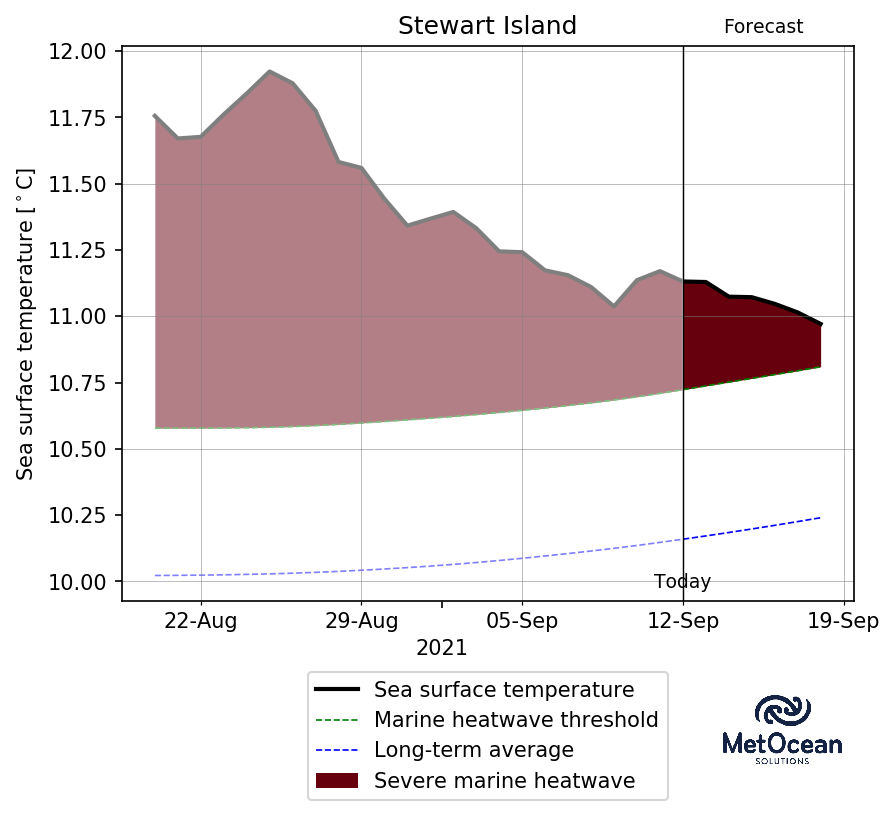 Stewart Island
Forecast
12.00
11.75
11.50
11.25
11.00
10.75
10.50
10.25
10.00
Sea surface temperature [°C]
Today
22-Aug 29-Aug 05-Sep 12-Sep 19-Sep
2021
Sea surface temperature
Marine heatwave threshold
Long-term average
Severe marine heatwave
MetOcean
SOLUTIONS